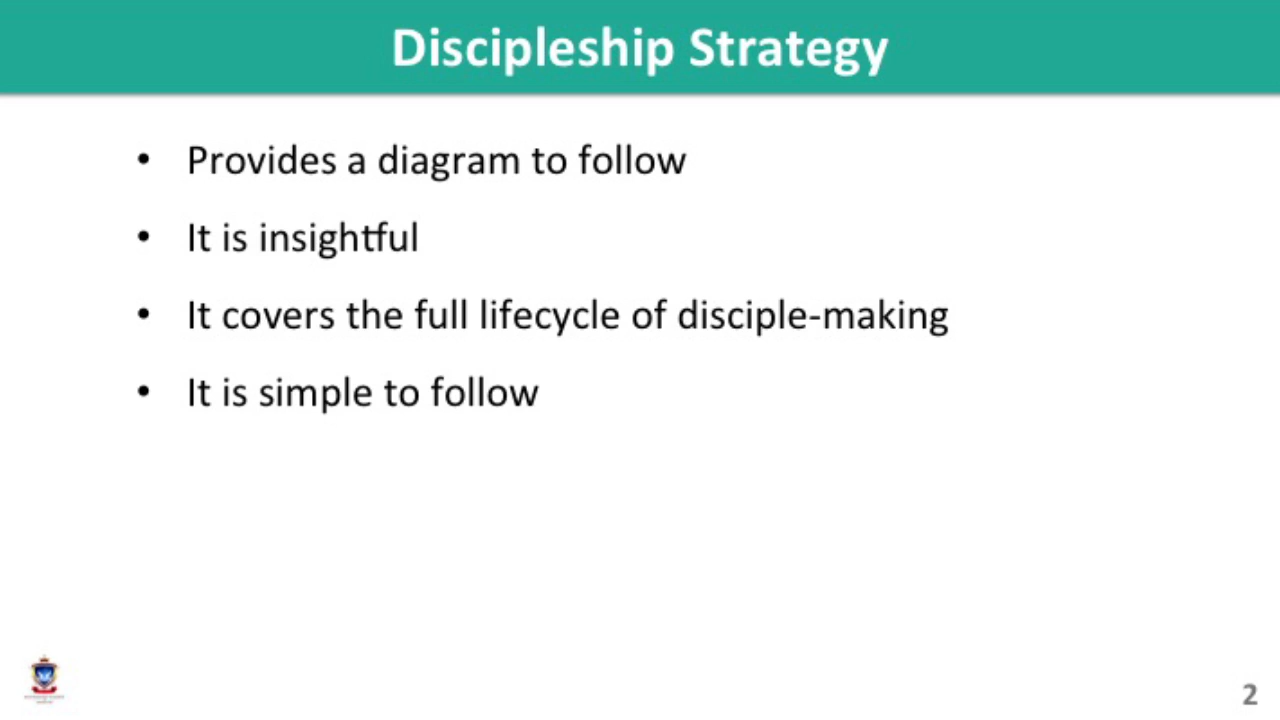 Discipleship Strategy
• Provides a diagram to follow
• It is insightful
• It covers the full lifecycle of disciple-making
• It is simple to follow
2